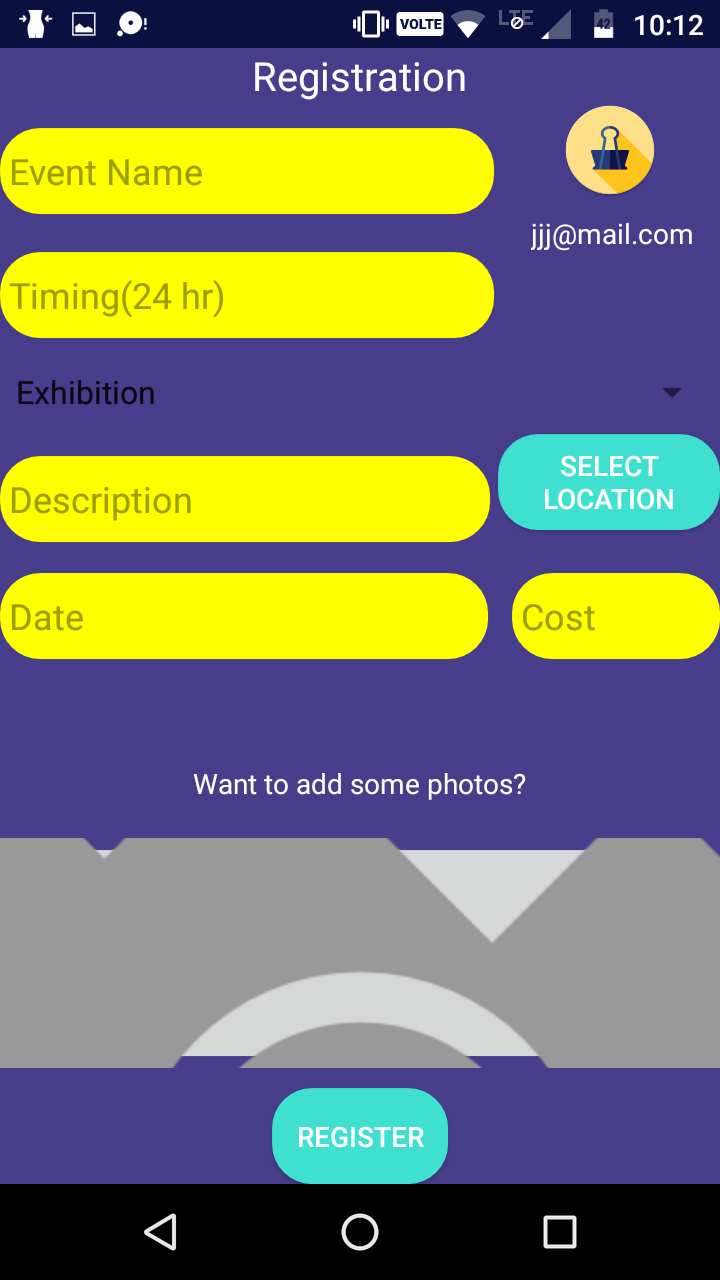 VOLTE LTE 42 10:12
Registration
Event Name
jjj@mail.com
Timing(24 hr)
Exhibition
SELECT
LOCATION
Description
Date
Cost
Want to add some photos?
REGISTER